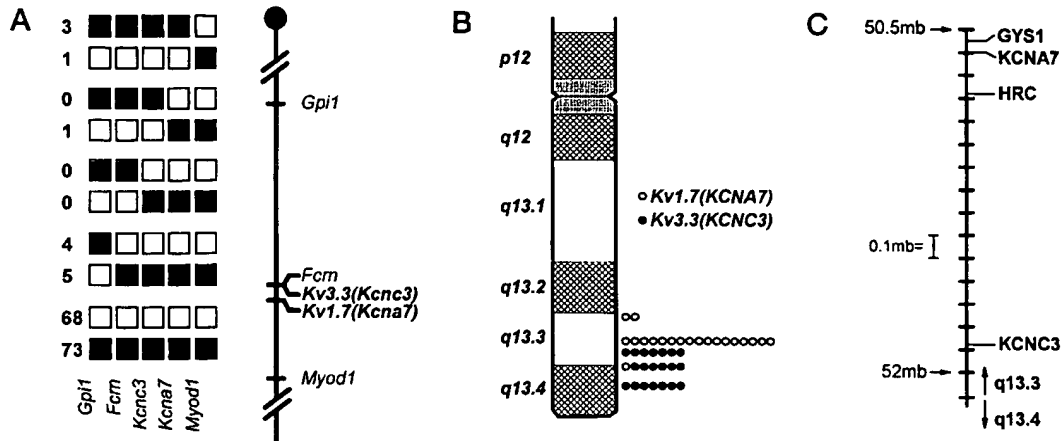 A
3
1
0
1
0
0
4
5
68
73
Gpi1
Fcrn
Kcnc3
Kcna7
Myod1
Gpi1
Fcrn
Kv3.3(Kcnc3)
Kv1.7(Kcna7)
Myod1
B
p12
q12
q13.1
q13.2
q13.3
q13.4
Kv1.7(KCNA7)
Kv3.3(KCNC3)
C
50.5mb
GYS1
KCNA7
HRC
0.1mb=
KCNC3
52mb
q13.3
q13.4